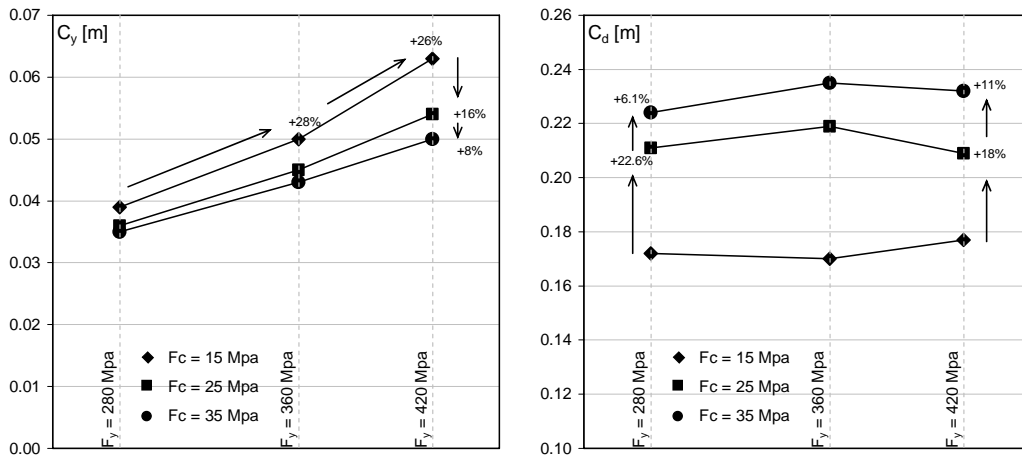 C_y [m]
0.07
0.06
0.05
0.04
0.03
0.02
0.01
0.00
+26%
+28%
+16%
+8%
F_y = 280 Mpa
F_y = 360 Mpa
F_y = 420 Mpa
Fc = 15 Mpa
Fc = 25 Mpa
Fc = 35 Mpa
C_d [m]
0.26
0.24
0.22
0.20
0.18
0.16
0.14
0.12
0.10
+6.1%
+11%
+22.6%
+18%
F_y = 280 Mpa
F_y = 360 Mpa
F_y = 420 Mpa
Fc = 15 Mpa
Fc = 25 Mpa
Fc = 35 Mpa